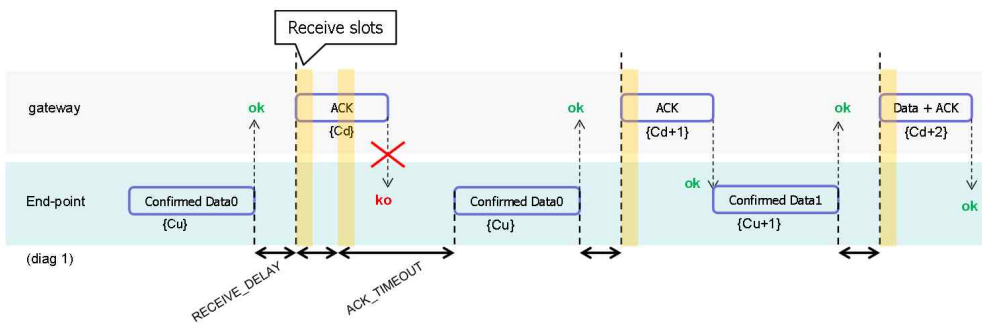 Receive slots
gateway
ok
ACK
{Cd}
ok
ACK
{Cd+1}
ok
Data + ACK
{Cd+2}
End-point
Confirmed Data0
{Cu}
ko
Confirmed Data0
{Cu}
ok
Confirmed Data1
{Cu+1}
ok
(diag 1)
RECEIVE_DELAY
ACK_TIMEOUT